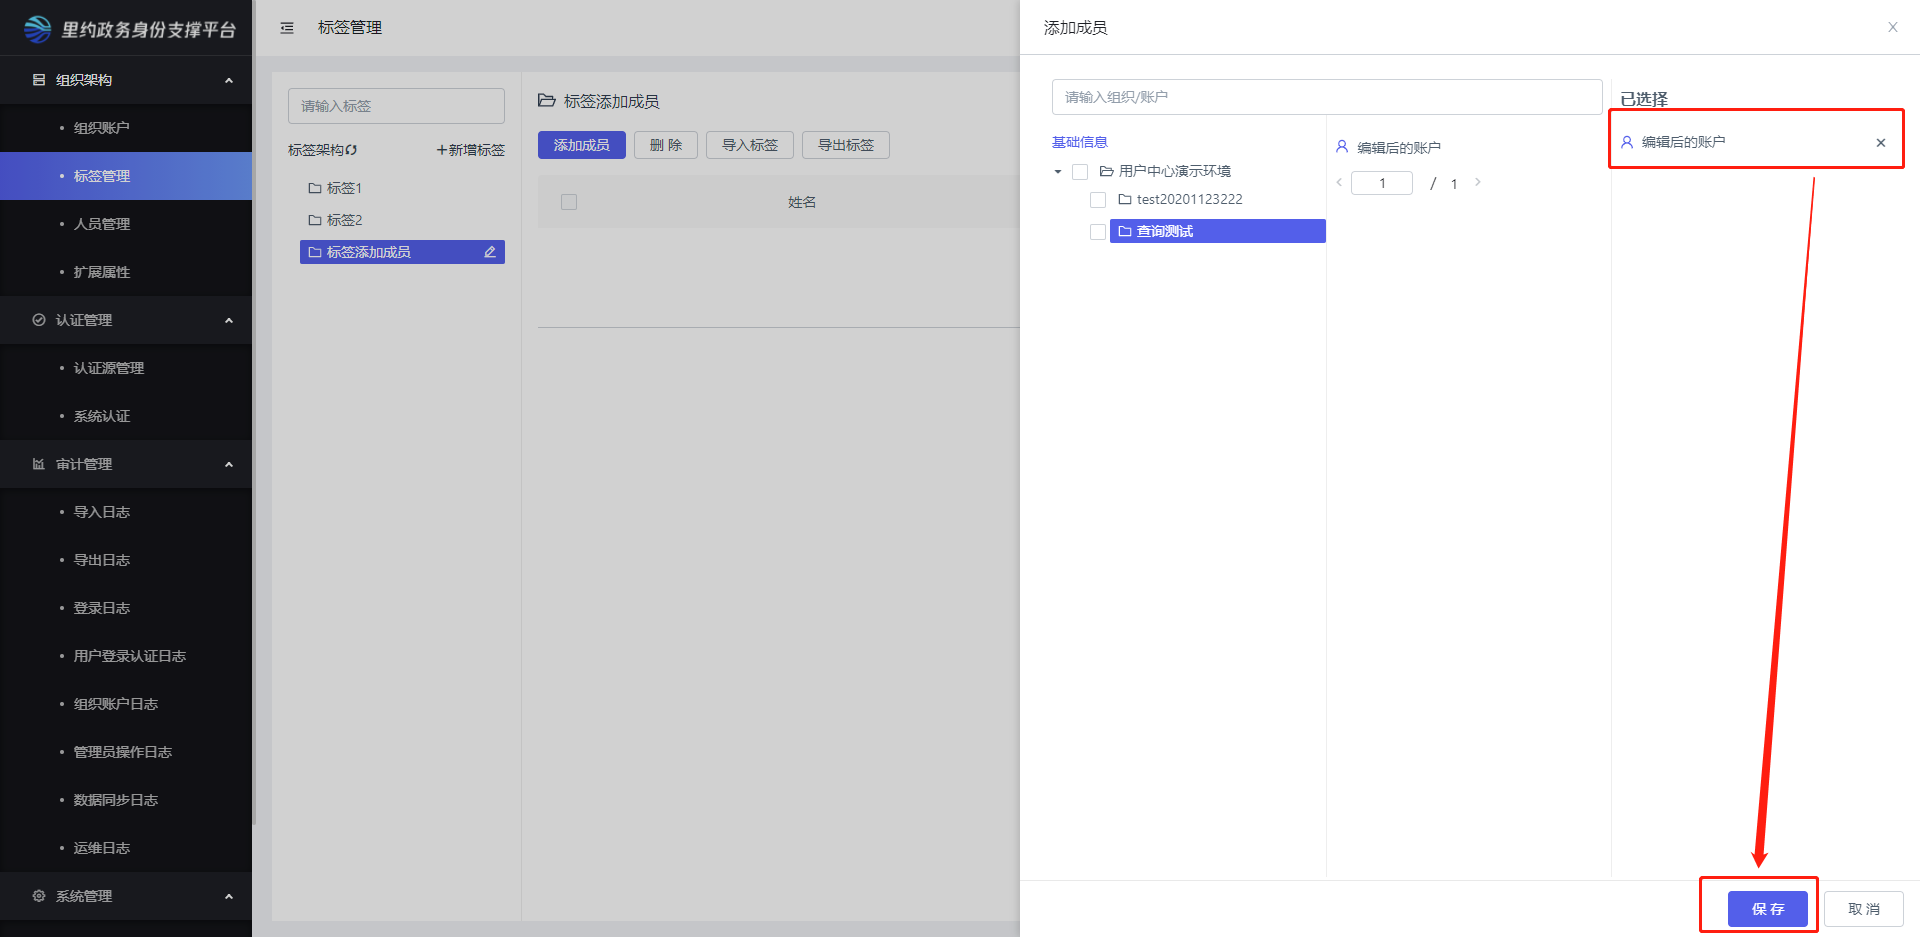 里约政务身份支撑平台
组织架构
组织账户
标签管理
人员管理
扩展属性
认证管理
认证源管理
系统认证
审计管理
导入日志
导出日志
登录日志
用户登录认证日志
组织账户日志
管理员操作日志
数据同步日志
运维日志
系统管理
标签管理
请输入标签
标签架构 +新增标签
标签1
标签2
标签添加成员
标签添加成员
添加成员 删 除 导入标签 导出标签
姓名
添加成员
请输入组织/账户
基础信息
用户中心演示环境
test20201123222
查询测试
编辑后的账户
1 / 1
已选择
编辑后的账户
保 存 取 消